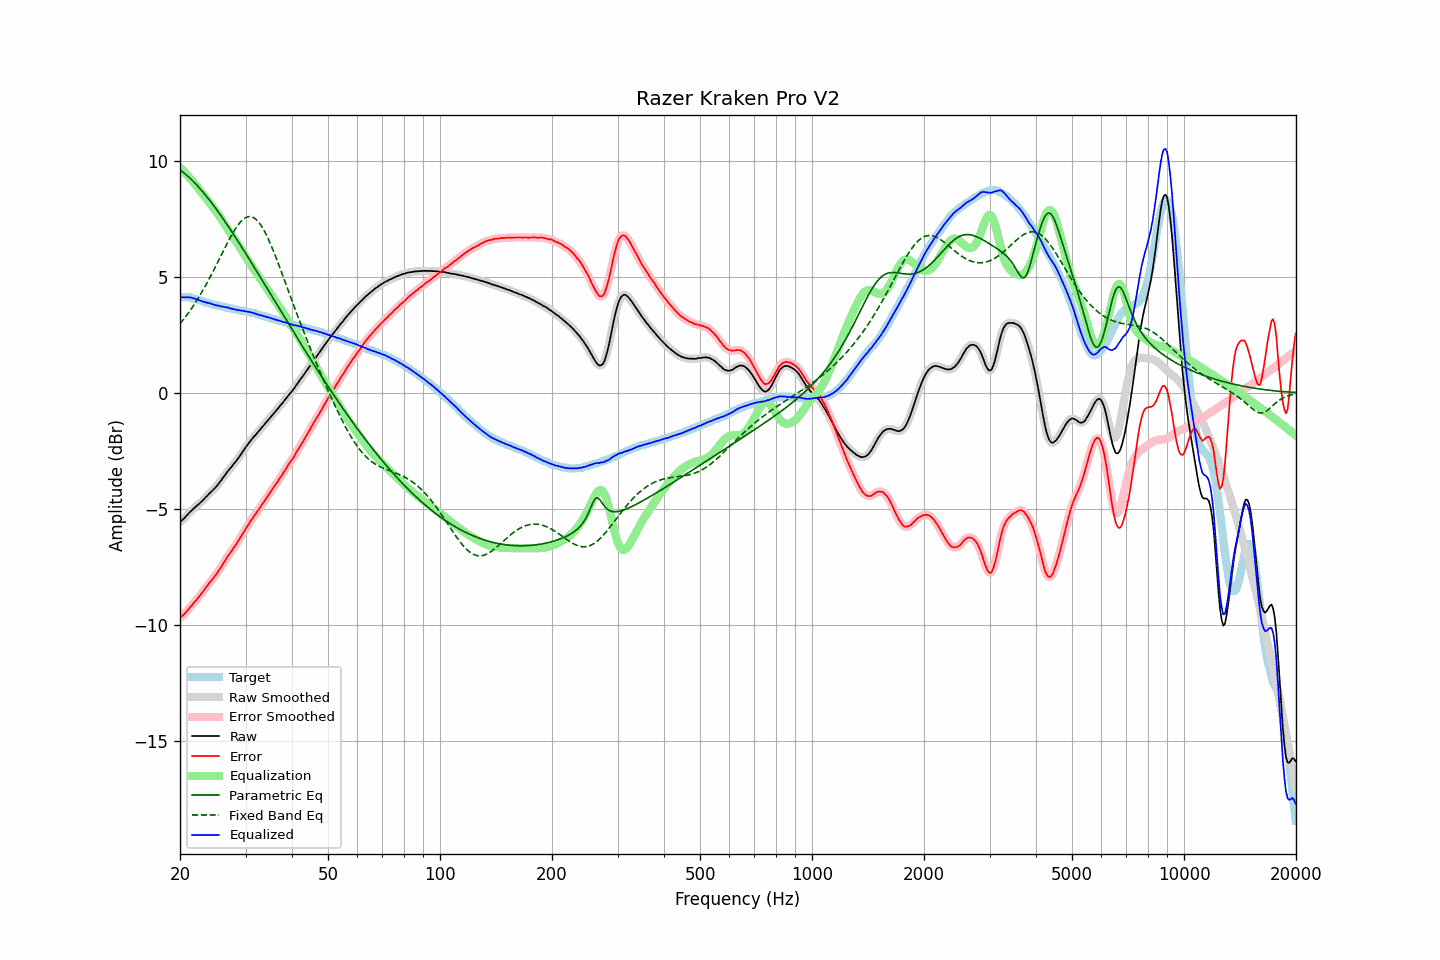 Razer Kraken Pro V2
Amplitude (dBr)
10
5
0
−5
−10
−15
Target
Raw Smoothed
Error Smoothed
Raw
Error
Equalization
Parametric Eq
Fixed Band Eq
Equalized
20 50 100 200 500 1000 2000 5000 10000 20000
Frequency (Hz)